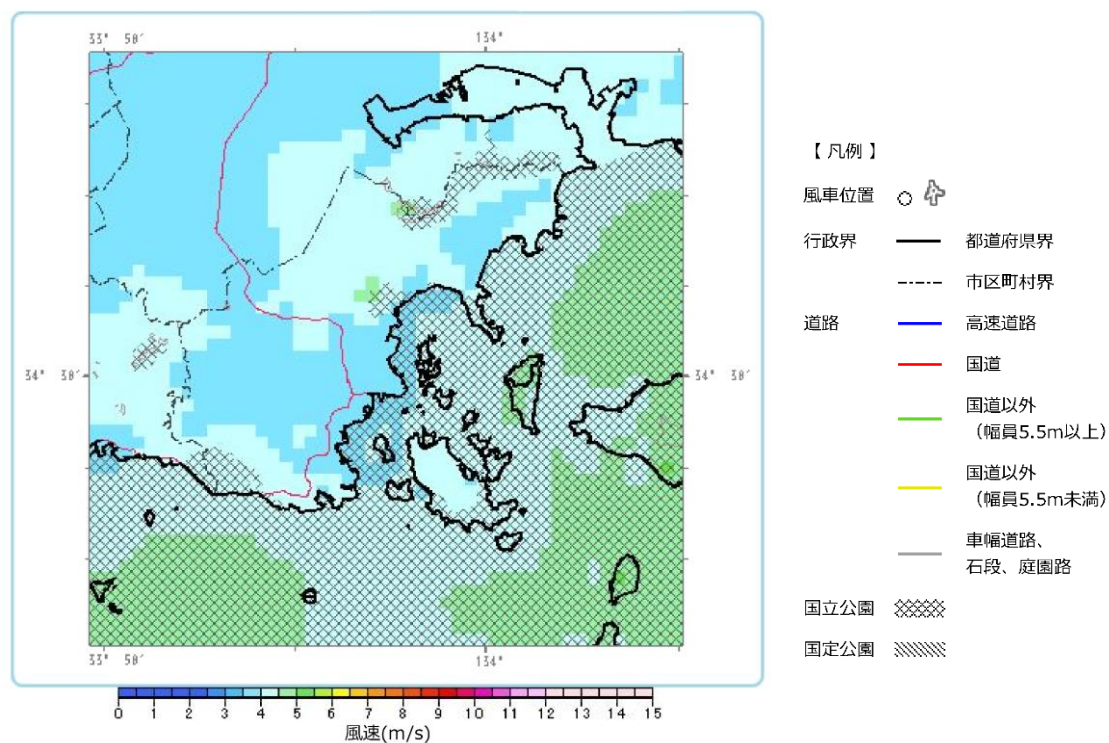 33° 50' 134°
34° 30' 34° 30'
33° 50' 134°
0 1 2 3 4 5 6 7 8 9 10 11 12 13 14 15
風速(m/s)
【 凡例 】
風車位置
行政界 都道府県界
市区町村界
道路 高速道路
国道
国道以外
（幅員5.5m以上）
国道以外
（幅員5.5m未満）
車幅道路、
石段、庭園路
国立公園
国定公園